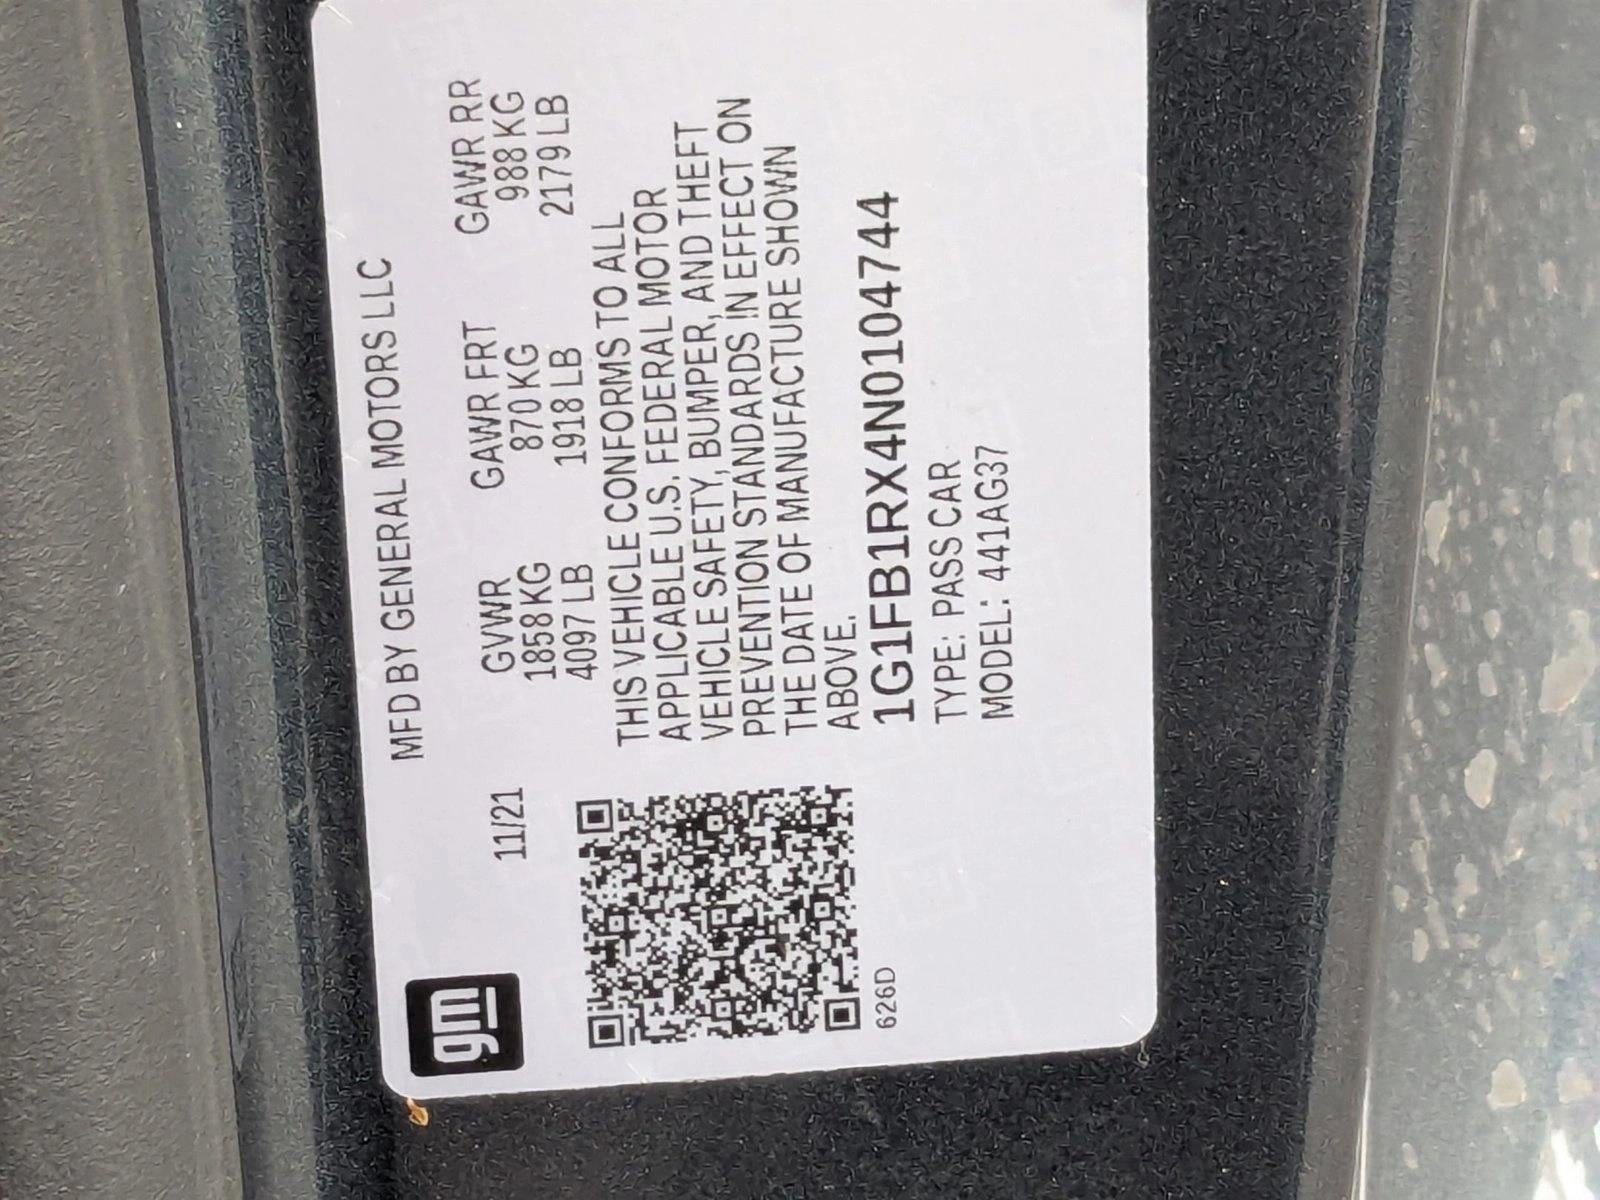 gm
MFD BY GENERAL MOTORS LLC
11/21
GVWR GAWR FRT GAWR RR
1858 KG 870 KG 988 KG
4097 LB 1918 LB 2179 LB
THIS VEHICLE CONFORMS TO ALL
APPLICABLE U.S. FEDERAL MOTOR
VEHICLE SAFETY, BUMPER, AND THEFT
PREVENTION STANDARDS IN EFFECT ON
THE DATE OF MANUFACTURE SHOWN
ABOVE.
1G1FB1RX4N0104744
TYPE: PASS CAR
MODEL: 441AG37
626D